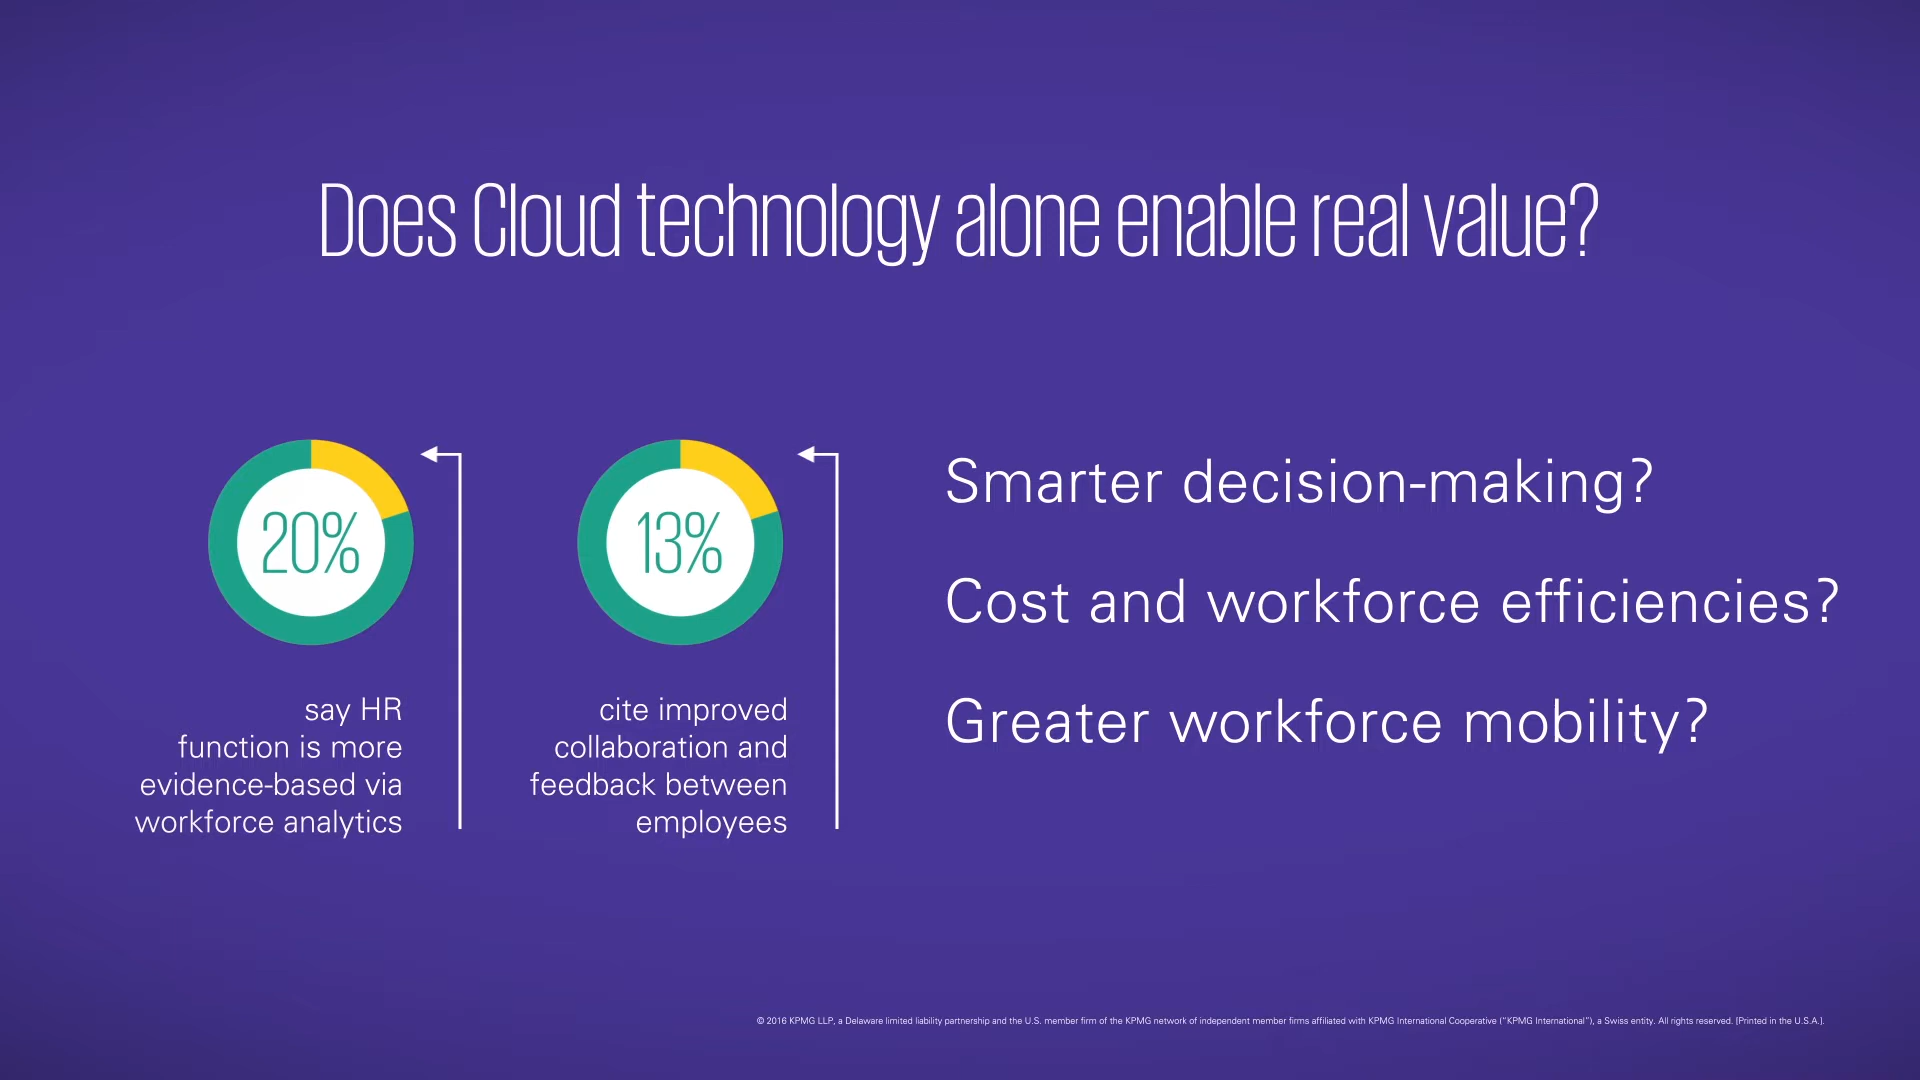 Does Cloud technology alone enable real value?
20%
say HR
function is more
evidence-based via
workforce analytics
13%
cite improved
collaboration and
feedback between
employees
Smarter decision-making?
Cost and workforce efficiencies?
Greater workforce mobility?
© 2016 KPMG LLP, a Delaware limited liability partnership and the U.S. member firm of the KPMG network of independent member firms affiliated with KPMG International Cooperative (“KPMG International”), a Swiss entity. All rights reserved. [Printed in the U.S.A.].